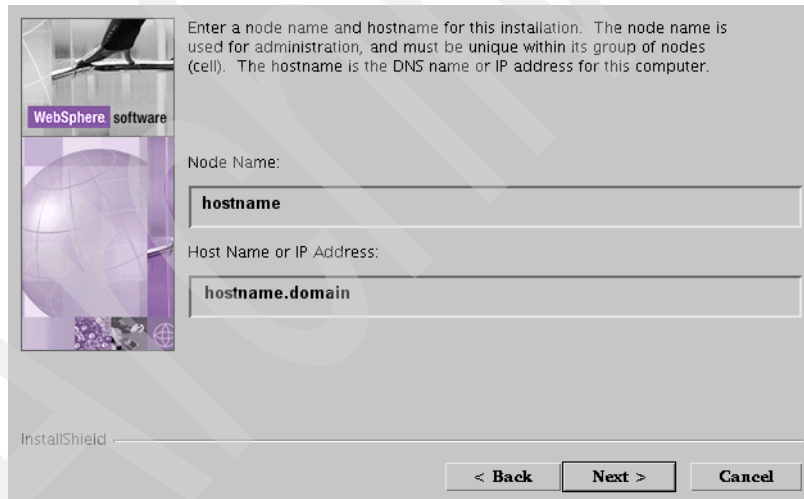 Enter a node name and hostname for this installation. The node name is
used for administration, and must be unique within its group of nodes
(cell). The hostname is the DNS name or IP address for this computer.
WebSphere software
Node Name:
hostname
Host Name or IP Address:
hostname.domain
InstallShield
< Back
Next >
Cancel